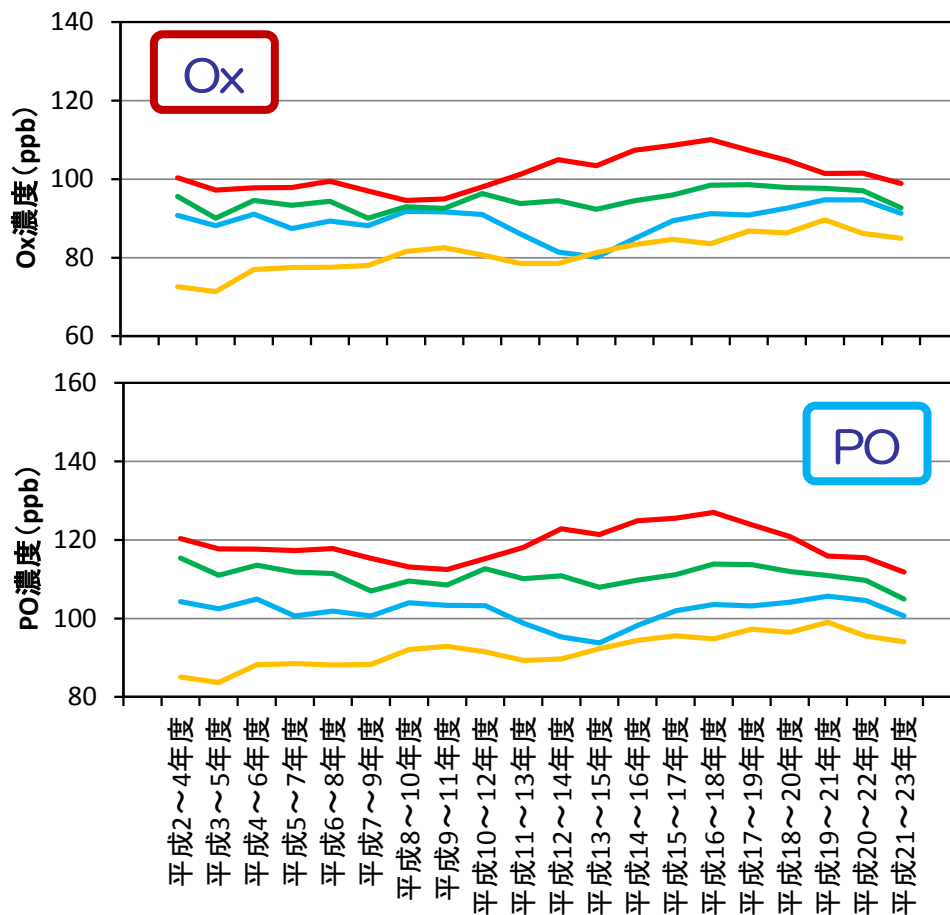 140
120
100
80
60
Ox濃度(ppb)
Ox
160
140
120
100
80
PO濃度(ppb)
PO
平成2～4年度
平成3～5年度
平成4～6年度
平成5～7年度
平成6～8年度
平成7～9年度
平成8～10年度
平成9～11年度
平成10～12年度
平成11～13年度
平成12～14年度
平成13～15年度
平成14～16年度
平成15～17年度
平成16～18年度
平成17～19年度
平成18～20年度
平成19～21年度
平成20～22年度
平成21～23年度